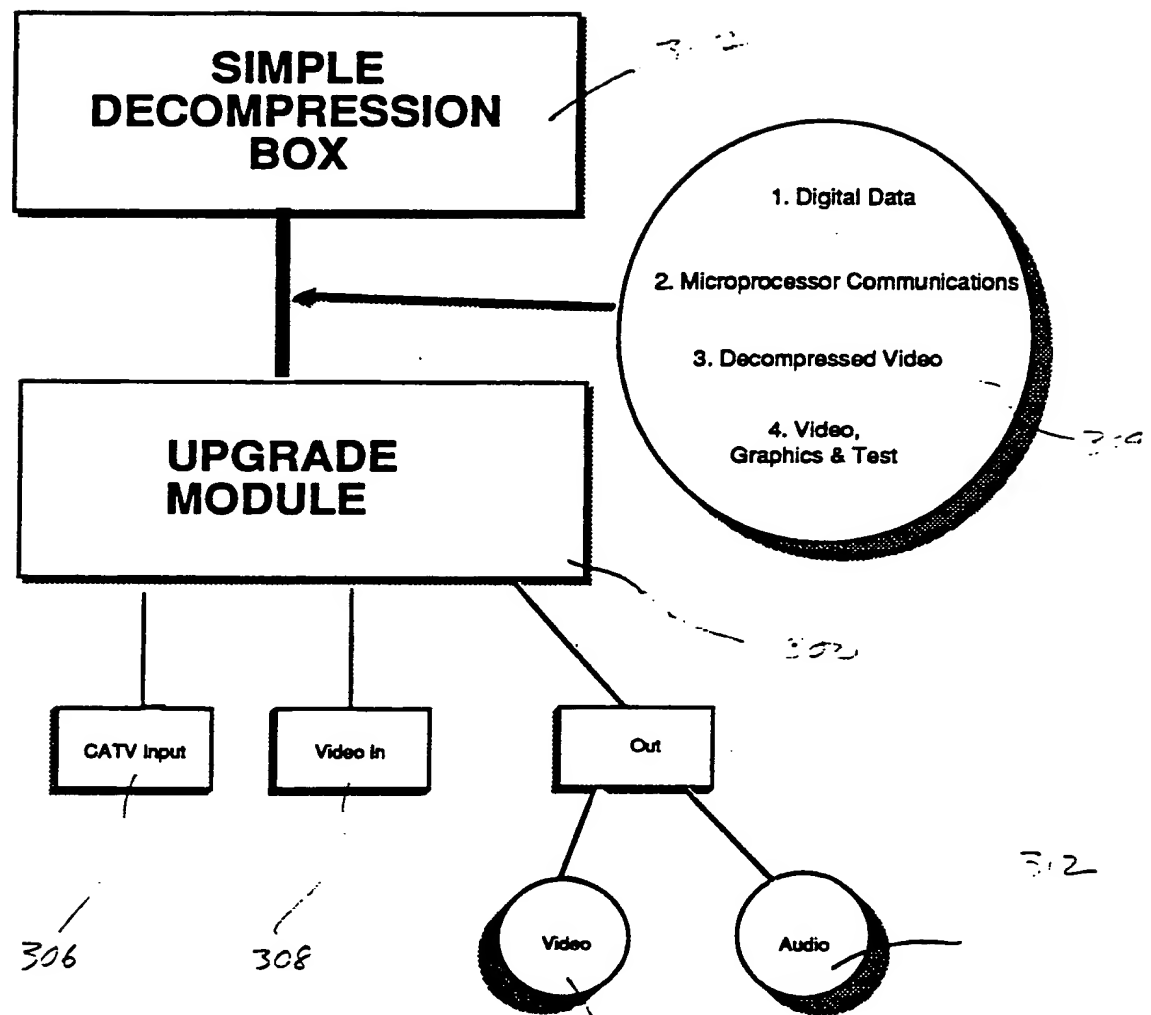 SIMPLE
DECOMPRESSION
BOX
1. Digital Data
2. Microprocessor Communications
3. Decompressed Video
4. Video,
Graphics & Test
UPGRADE
MODULE
CATV Input
Video In
Out
312
306
308
Video
Audio